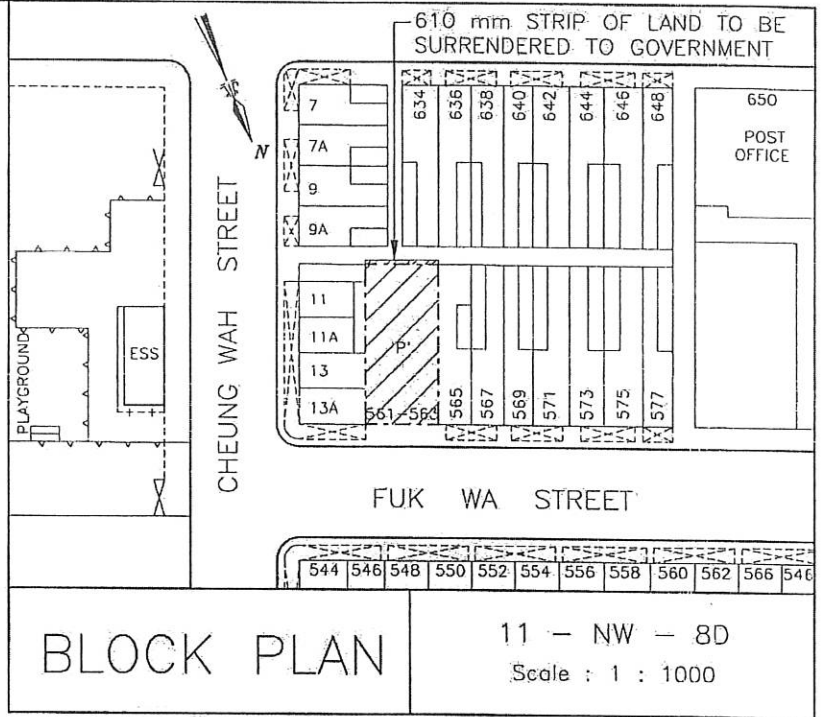 610 mm STRIP OF LAND TO BE
SURRENDERED TO GOVERNMENT
N
7
7A
9
9A
634
636
638
640
642
644
646
648
650
POST
OFFICE
CHEUNG WAH STREET
11
11A
13
13A
'P'
561-563
565
567
569
571
573
575
577
ESS
PLAYGROUND
FUK WA STREET
544 546 548 550 552 554 556 558 560 562 566 546
BLOCK PLAN
11 - NW - 8D
Scale : 1 : 1000